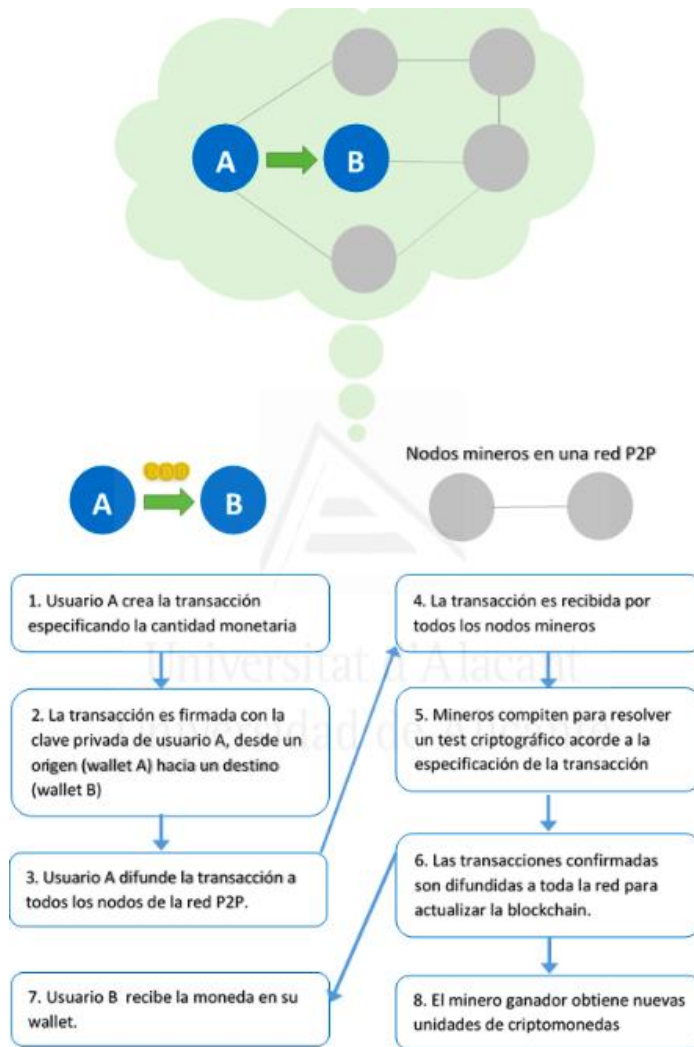 A
B
Nodos mineros en una red P2P
A
B
1. Usuario A crea la transacción
especificando la cantidad monetaria
2. La transacción es firmada con la
clave privada de usuario A, desde un
origen (wallet A) hacia un destino
(wallet B)
3. Usuario A difunde la transacción a
todos los nodos de la red P2P.
4. La transacción es recibida por
todos los nodos mineros
5. Mineros compiten para resolver
un test criptográfico acorde a la
especificación de la transacción
6. Las transacciones confirmadas
son difundidas a toda la red para
actualizar la blockchain.
7. Usuario B recibe la moneda en su
wallet.
8. El minero ganador obtiene nuevas
unidades de criptomonedas
Universitat d'Alacant
Universidad de Alicante